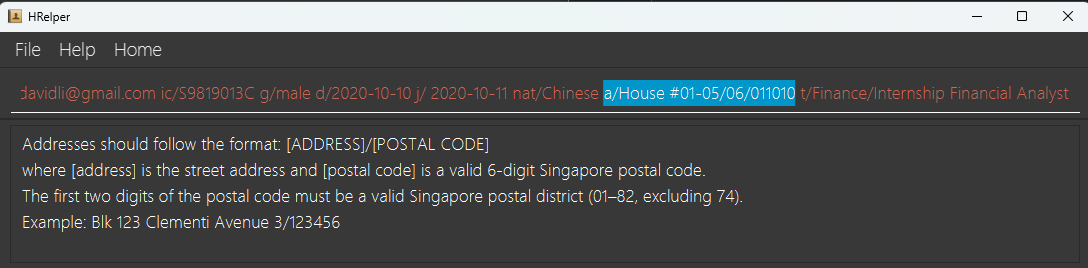 HRelper
File Help Home
davidli@gmail.com ic/S9819013C g/male d/2020-10-10 j/ 2020-10-11 nat/Chinese a/House #01-05/06/011010 t/Finance/Internship Financial Analyst
Addresses should follow the format: [ADDRESS]/[POSTAL CODE]
where [address] is the street address and [postal code] is a valid 6-digit Singapore postal code.
The first two digits of the postal code must be a valid Singapore postal district (01–82, excluding 74).
Example: Blk 123 Clementi Avenue 3/123456